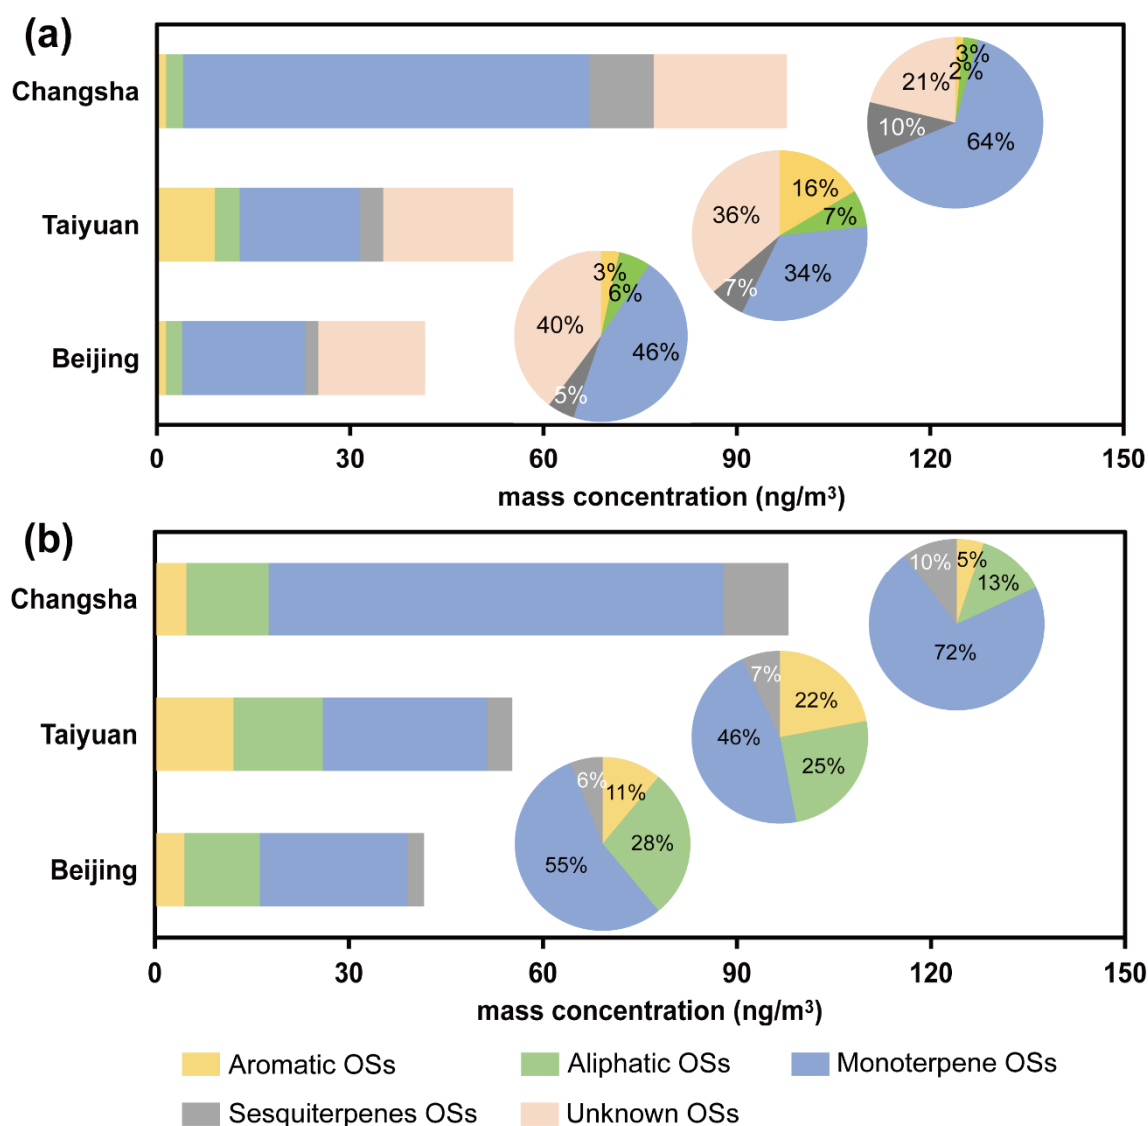 (a)
Changsha
3%
2%
21%
10%
64%
Taiyuan
16%
36%
7%
34%
7%
Beijing
3%
6%
40%
46%
5%
0 30 60 90 120 150
mass concentration (ng/m³)
(b)
Changsha
10%
5%
13%
72%
Taiyuan
7%
22%
46%
25%
Beijing
6%
11%
28%
55%
0 30 60 90 120 150
mass concentration (ng/m³)
Aromatic OSs Aliphatic OSs Monoterpene OSs
Sesquiterpenes OSs Unknown OSs